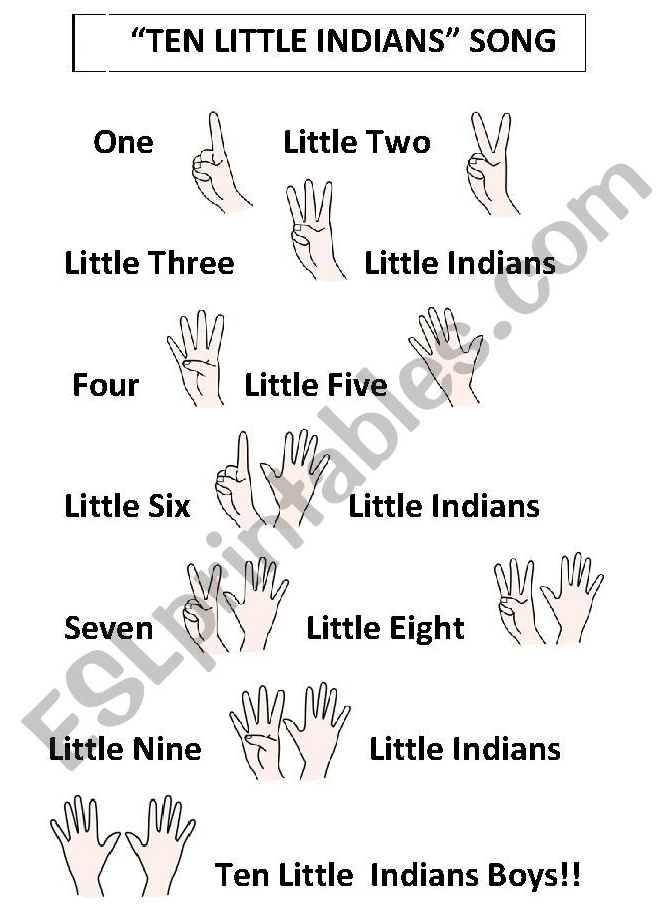 “TEN LITTLE INDIANS” SONG
One Little Two
Little Three Little Indians
Four Little Five
Little Six Little Indians
Seven Little Eight
Little Nine Little Indians
Ten Little Indians Boys!!
ESLprintables.com